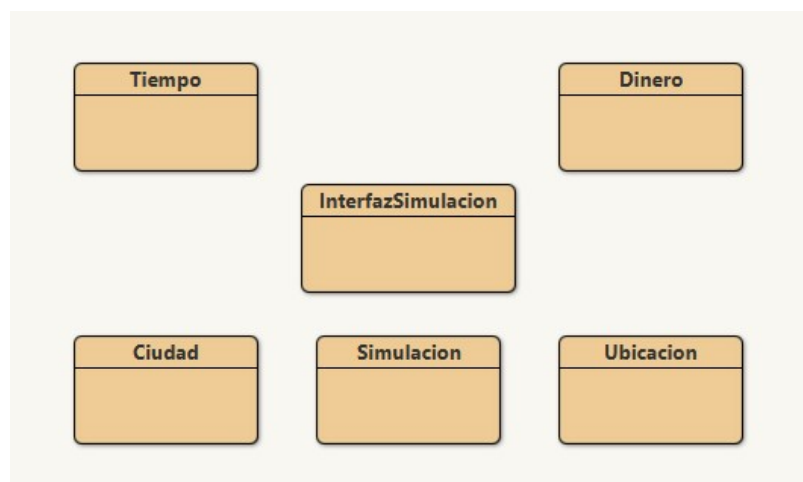 Tiempo
Dinero
InterfazSimulacion
Ciudad
Simulacion
Ubicacion